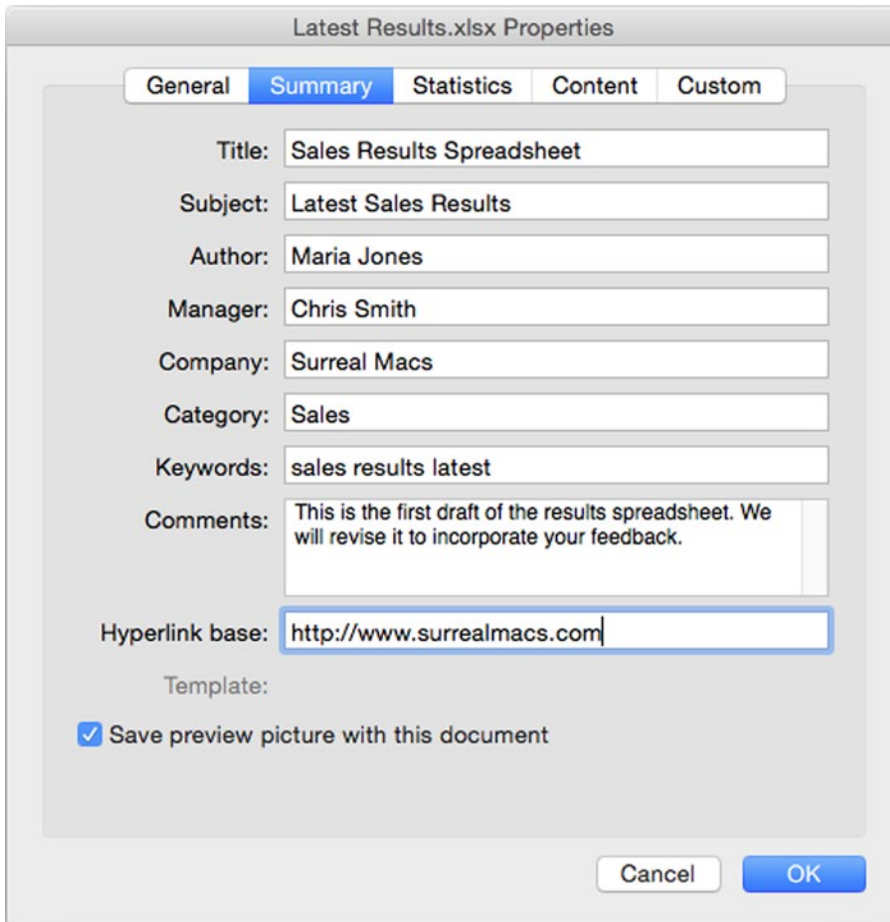 Latest Results.xlsx Properties
General Summary Statistics Content Custom
Title: Sales Results Spreadsheet
Subject: Latest Sales Results
Author: Maria Jones
Manager: Chris Smith
Company: Surreal Macs
Category: Sales
Keywords: sales results latest
Comments: This is the first draft of the results spreadsheet. We
will revise it to incorporate your feedback.
Hyperlink base: http://www.surrealmacs.com
Template:
Save preview picture with this document
Cancel OK